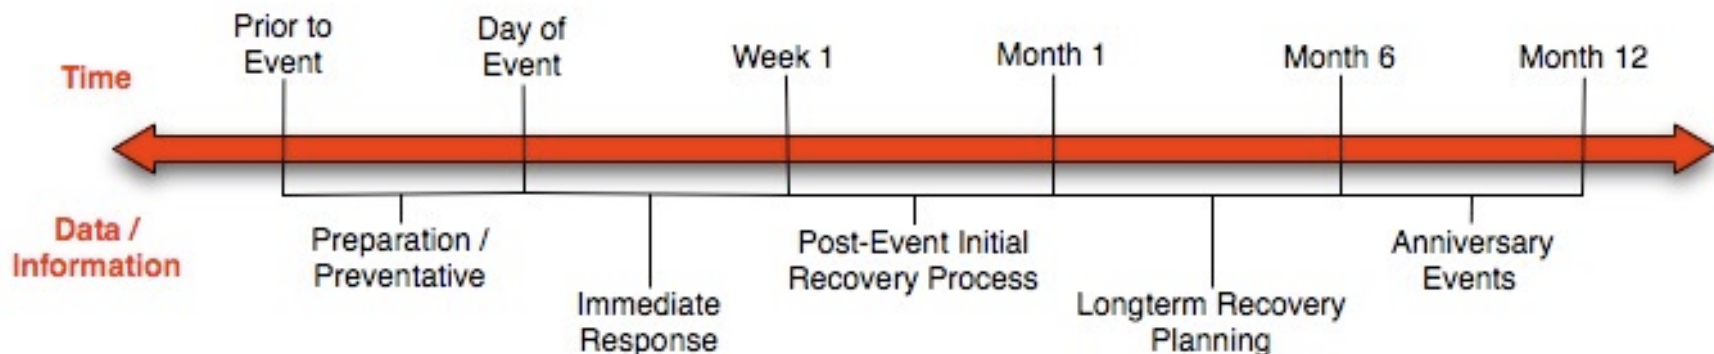 Time
Prior to
Event
Day of
Event
Week 1
Month 1
Month 6
Month 12
Data /
Information
Preparation /
Preventative
Immediate
Response
Post-Event Initial
Recovery Process
Longterm Recovery
Planning
Anniversary
Events